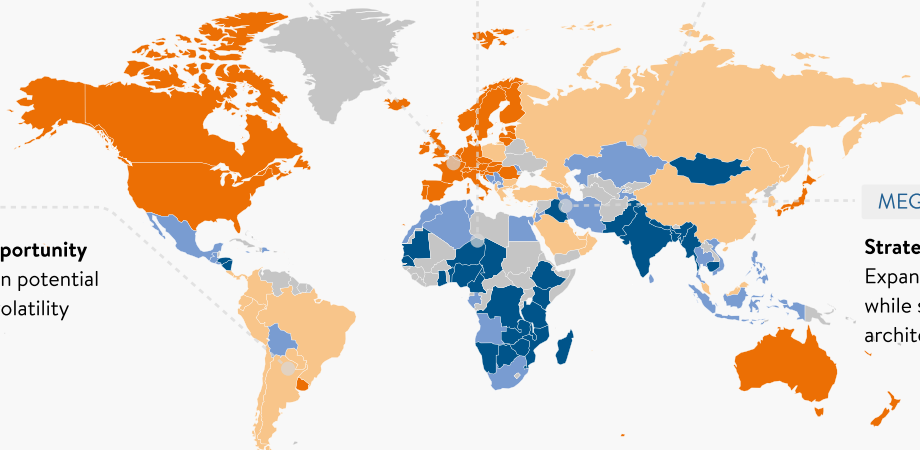 pportunity
n potential
olatility
MEG
Strate
Expan
while s
archite